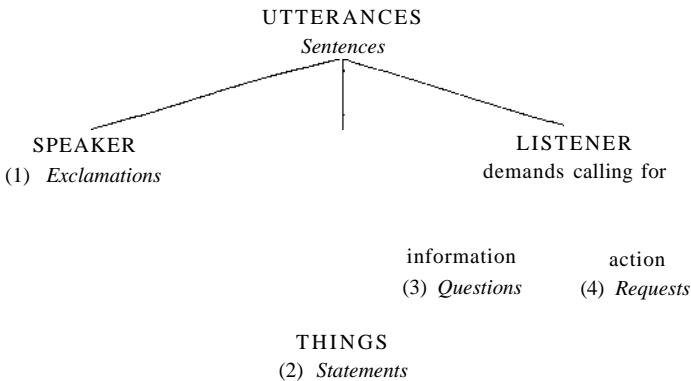 UTTERANCES
Sentences
SPEAKER
(1) Exclamations
LISTENER
demands calling for
information
(3) Questions
action
(4) Requests
THINGS
(2) Statements